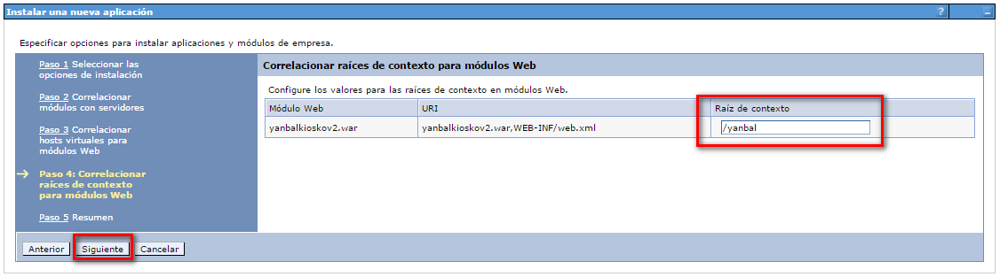 Instalar una nueva aplicación
?
Especificar opciones para instalar aplicaciones y módulos de empresa.
Paso 1 Seleccionar las
opciones de instalación
Paso 2 Correlacionar
módulos con servidores
Paso 3 Correlacionar
hosts virtuales para
módulos Web
Paso 4: Correlacionar
raíces de contexto
para módulos Web
Paso 5 Resumen
Correlacionar raíces de contexto para módulos Web
Configure los valores para las raíces de contexto en módulos Web.
Módulo Web URI Raíz de contexto
yanbalkioskov2.war yanbalkioskov2.war,WEB-INF/web.xml /yanbal
Anterior Siguiente Cancelar